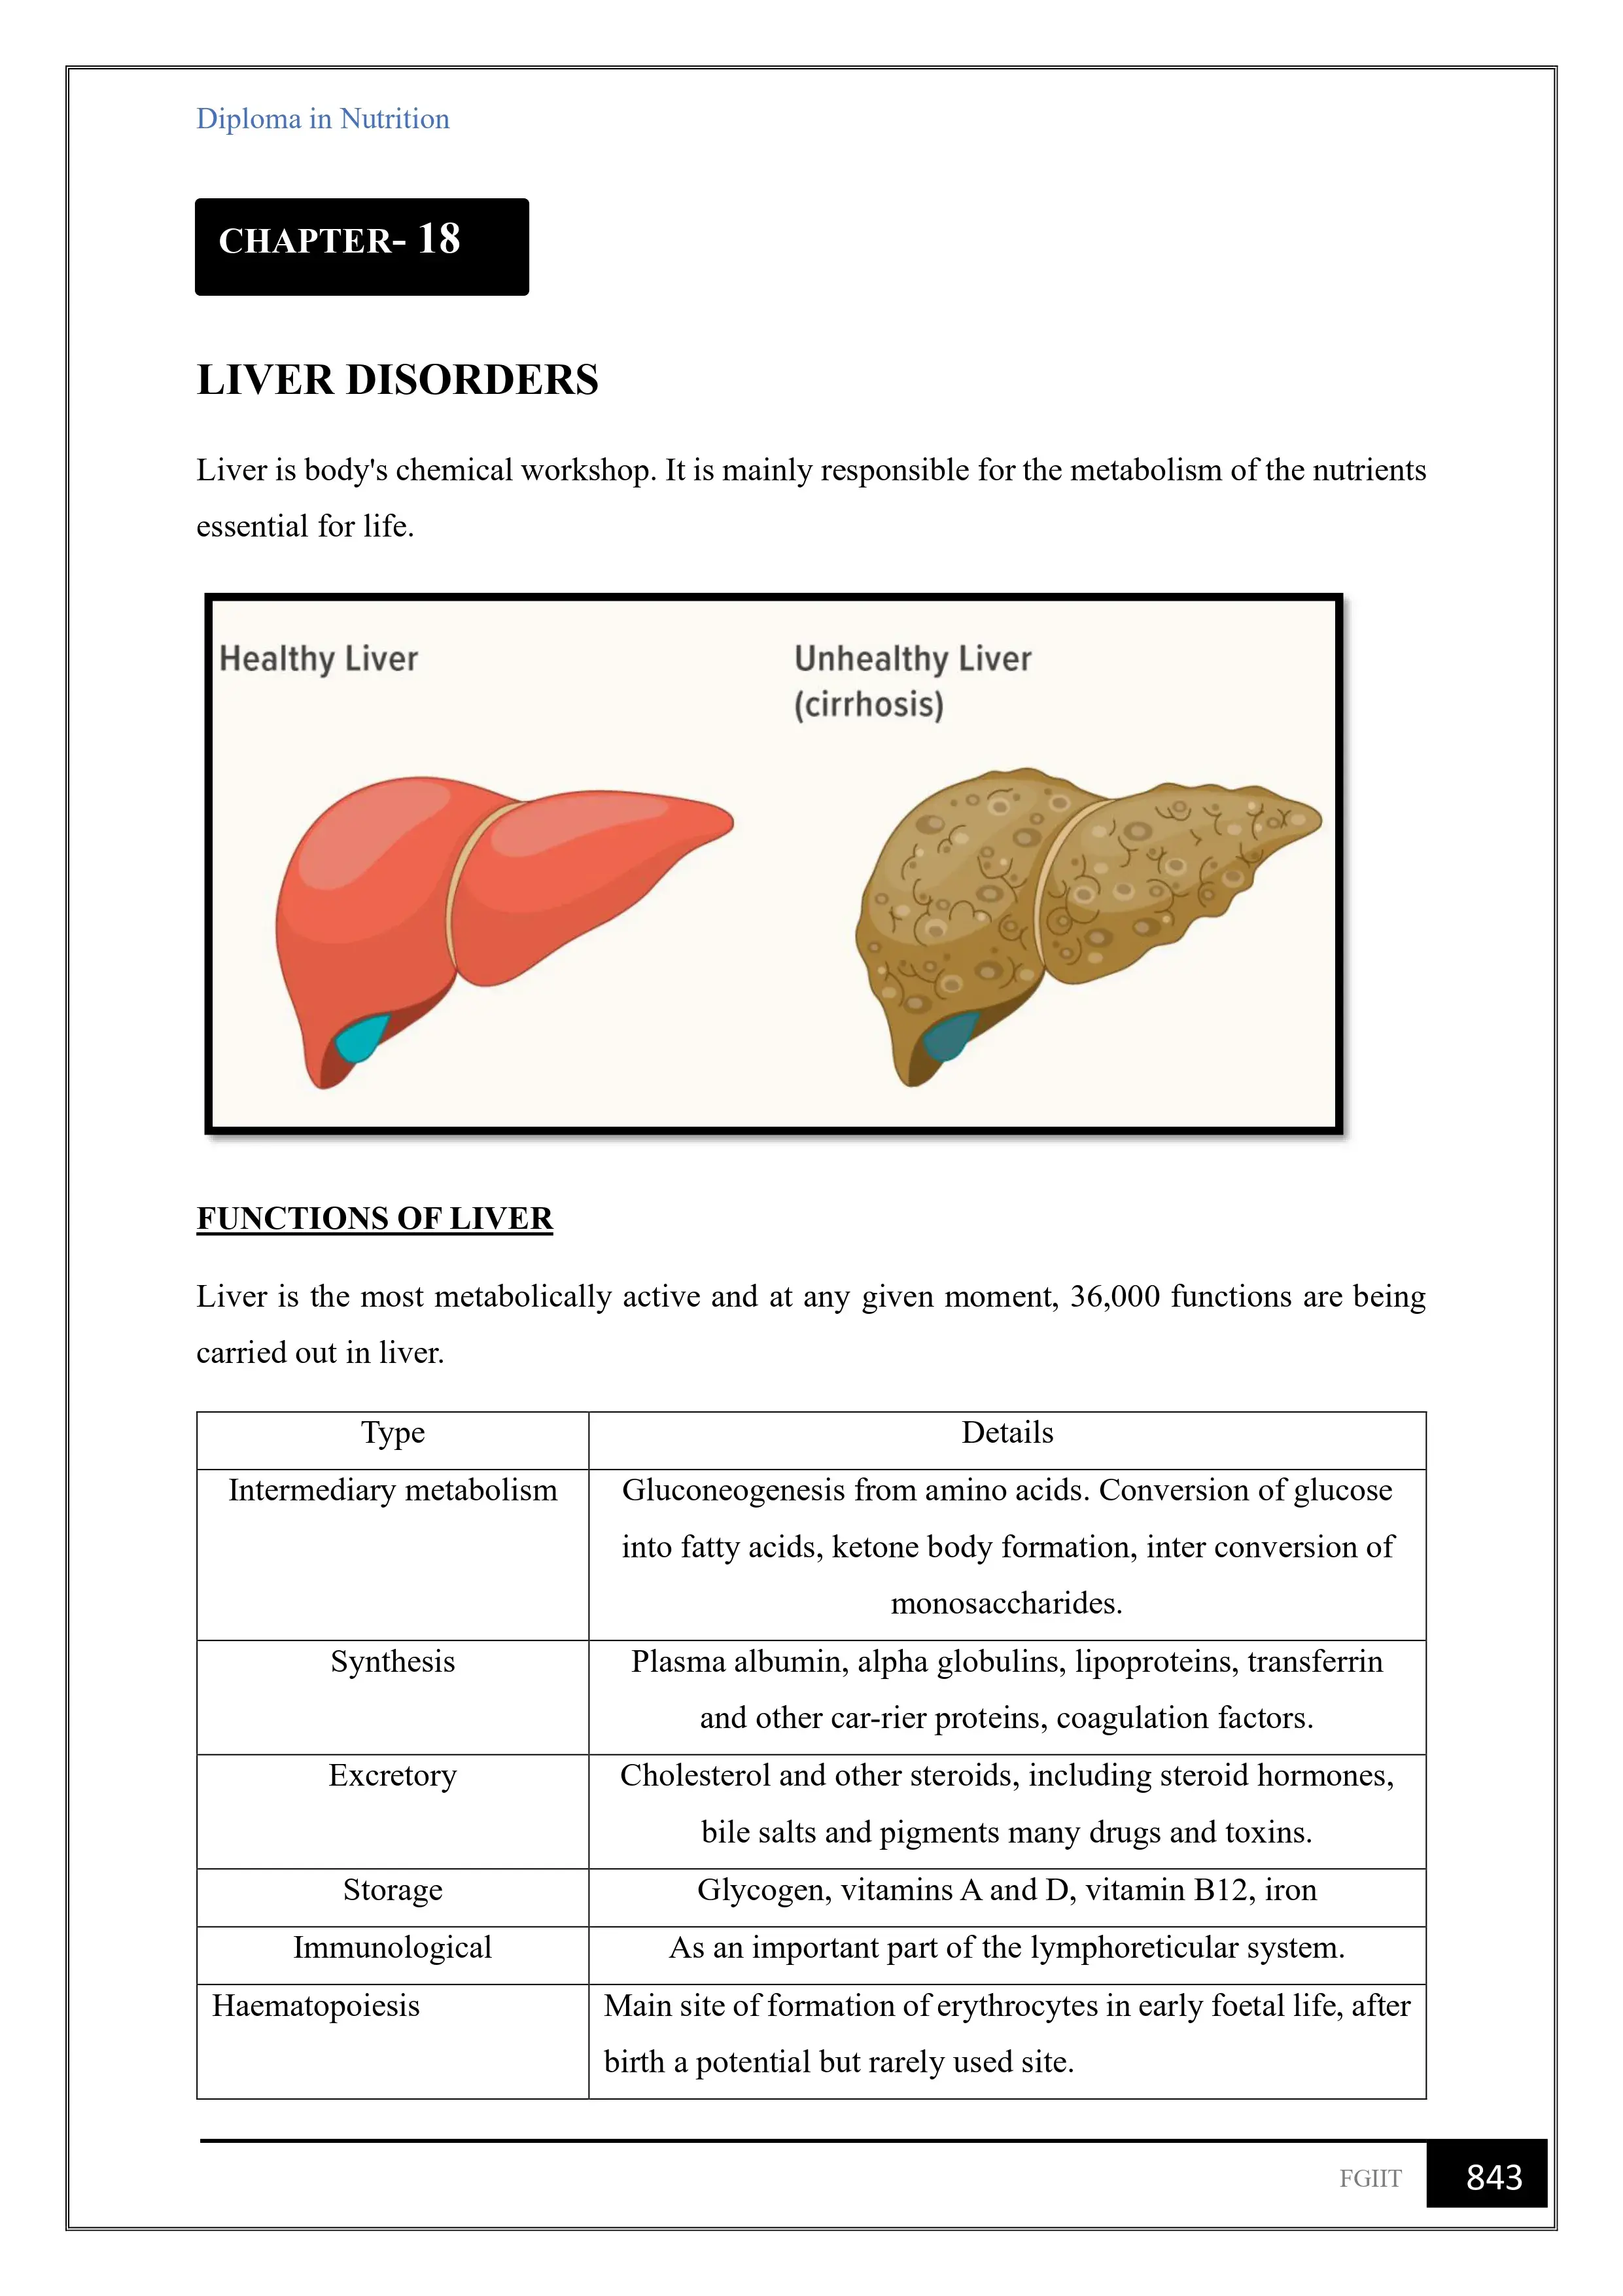 Diploma in Nutrition
CHAPTER- 18
LIVER DISORDERS
Liver is body's chemical workshop. It is mainly responsible for the metabolism of the nutrients
essential for life.
Healthy Liver
Unhealthy Liver
(cirrhosis)
FUNCTIONS OF LIVER
Liver is the most metabolically active and at any given moment, 36,000 functions are being
carried out in liver.
Type
Details
Intermediary metabolism
Gluconeogenesis from amino acids. Conversion of glucose
into fatty acids, ketone body formation, inter conversion of
monosaccharides.
Synthesis
Plasma albumin, alpha globulins, lipoproteins, transferrin
and other car-rier proteins, coagulation factors.
Excretory
Cholesterol and other steroids, including steroid hormones,
bile salts and pigments many drugs and toxins.
Storage
Glycogen, vitamins A and D, vitamin B12, iron
Immunological
As an important part of the lymphoreticular system.
Haematopoiesis
Main site of formation of erythrocytes in early foetal life, after
birth a potential but rarely used site.
FGIIT
843